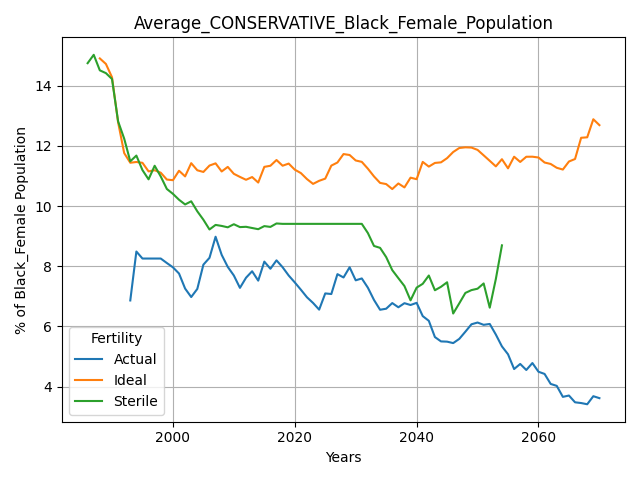 Average_CONSERVATIVE_Black_Female_Population
% of Black_Female Population
14
12
10
8
6
4
Fertility
Actual
Ideal
Sterile
2000 2020 2040 2060
Years